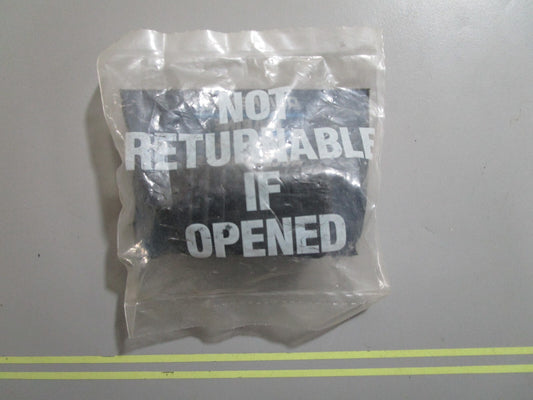 NOT
RETURNABLE
IF
OPENED